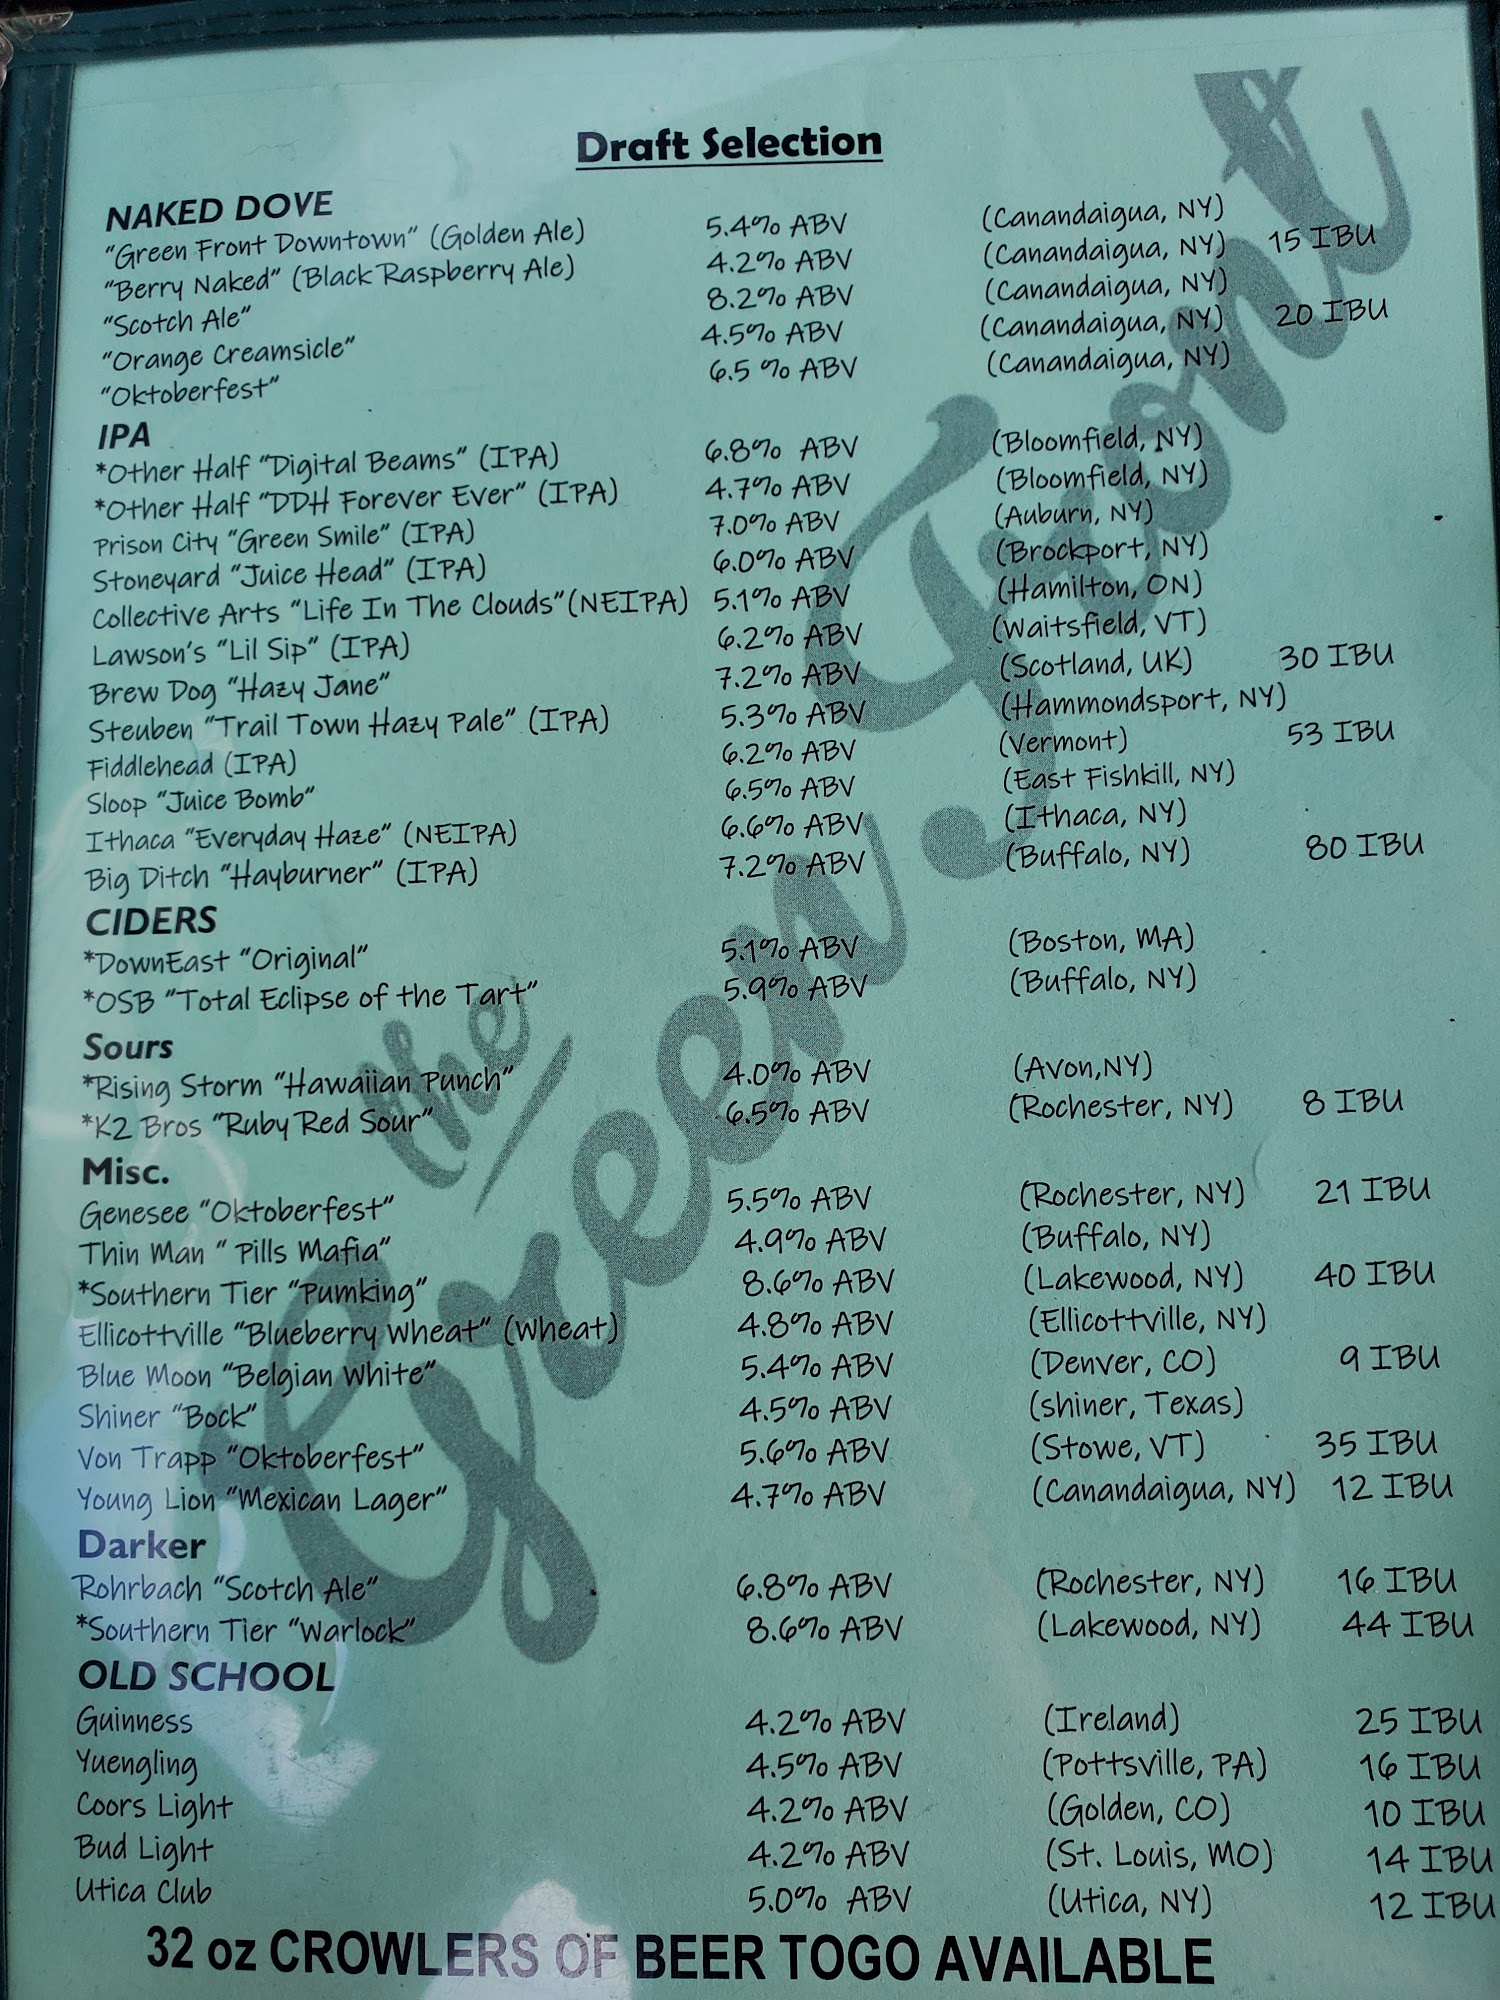 Draft Selection
NAKED DOVE
"Green Front Downtown" (Golden Ale) 5.4% ABV (Canandaigua, NY)
"Berry Naked" (Black Raspberry Ale) 4.2% ABV (Canandaigua, NY) 15 IBU
"Scotch Ale" 8.2% ABV (Canandaigua, NY)
"Orange Creamsicle" 4.5% ABV (Canandaigua, NY) 20 IBU
"Oktoberfest" 6.5 % ABV (Canandaigua, NY)
IPA
*Other Half "Digital Beams" (IPA) 6.8% ABV (Bloomfield, NY)
*Other Half "DDH Forever Ever" (IPA) 4.7% ABV (Bloomfield, NY)
Prison City "Green Smile" (IPA) 7.0% ABV (Auburn, NY)
Stoneyard "Juice Head" (IPA) 6.0% ABV (Brockport, NY)
Collective Arts "Life In The Clouds"(NEIPA) 5.1% ABV (Hamilton, ON)
Lawson's "Lil Sip" (IPA) 6.2% ABV (Waitsfield, VT)
Brew Dog "Hazy Jane" 7.2% ABV (Scotland, UK) 30 IBU
Steuben "Trail Town Hazy Pale" (IPA) 5.3% ABV (Hammondsport, NY)
Fiddlehead (IPA) 6.2% ABV (Vermont) 53 IBU
Sloop "Juice Bomb" 6.5% ABV (East Fishkill, NY)
Ithaca "Everyday Haze" (NEIPA) 6.6% ABV (Ithaca, NY)
Big Ditch "Hayburner" (IPA) 7.2% ABV (Buffalo, NY) 80 IBU
CIDERS
*DownEast "Original" 5.1% ABV (Boston, MA)
*OSB "Total Eclipse of the Tart" 5.9% ABV (Buffalo, NY)
Sours
*Rising Storm "Hawaiian Punch" 4.0% ABV (Avon,NY)
*K2 Bros "Ruby Red Sour" 6.5% ABV (Rochester, NY) 8 IBU
Misc.
Genesee "Oktoberfest" 5.5% ABV (Rochester, NY) 21 IBU
Thin Man " Pills Mafia" 4.9% ABV (Buffalo, NY)
*Southern Tier "Pumking" 8.6% ABV (Lakewood, NY) 40 IBU
Ellicottville "Blueberry Wheat" (Wheat) 4.8% ABV (Ellicottville, NY)
Blue Moon "Belgian White" 5.4% ABV (Denver, CO) 9 IBU
Shiner "Bock" 4.5% ABV (Shiner, Texas)
Von Trapp "Oktoberfest" 5.6% ABV (Stowe, VT) 35 IBU
Young Lion "Mexican Lager" 4.7% ABV (Canandaigua, NY) 12 IBU
Darker
Rohrbach "Scotch Ale" 6.8% ABV (Rochester, NY) 16 IBU
*Southern Tier "Warlock" 8.6% ABV (Lakewood, NY) 44 IBU
OLD SCHOOL
Guinness 4.2% ABV (Ireland) 25 IBU
Yuengling 4.5% ABV (Pottsville, PA) 16 IBU
Coors Light 4.2% ABV (Golden, CO) 10 IBU
Bud Light 4.2% ABV (St. Louis, MO) 14 IBU
Utica Club 5.0% ABV (Utica, NY) 12 IBU
32 oz CROWLERS OF BEER TOGO AVAILABLE
the Green Front